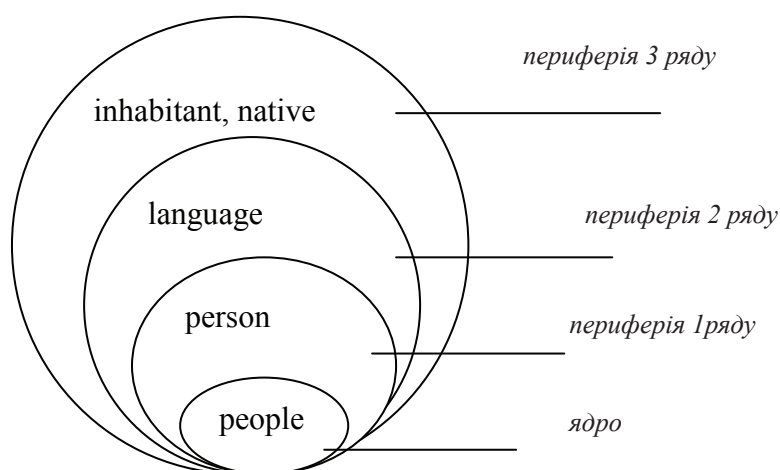 периферія 3 ряду
inhabitant, native
language
периферія 2 ряду
person
периферія 1ряду
people
ядро